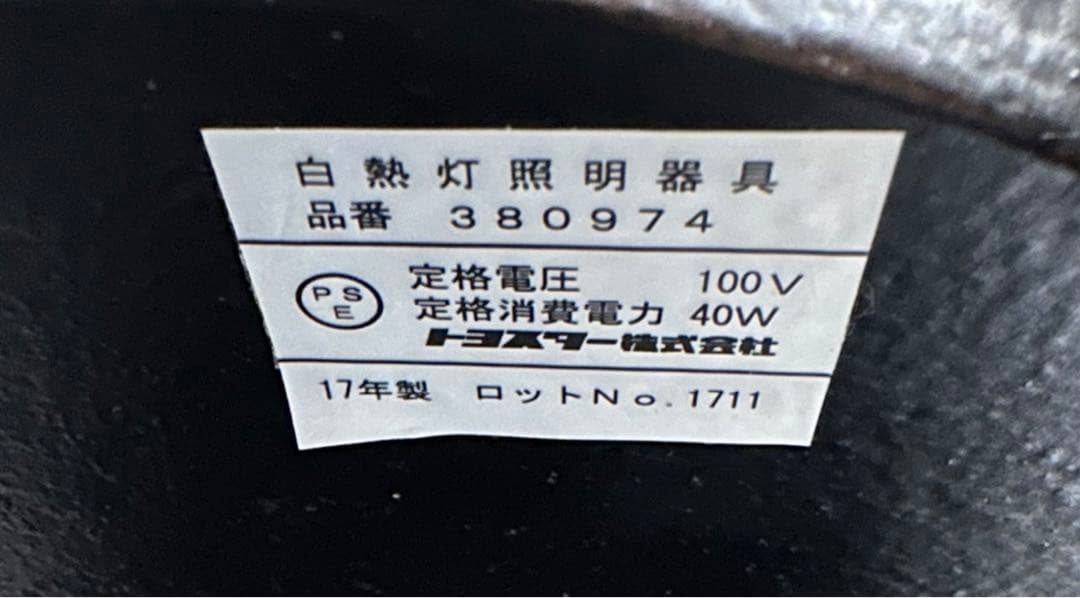 白熱灯照明器具
品番 380974
PSE
定格電圧 100V
定格消費電力 40W
トヨスター株式会社
17年製 ロットNo.1711